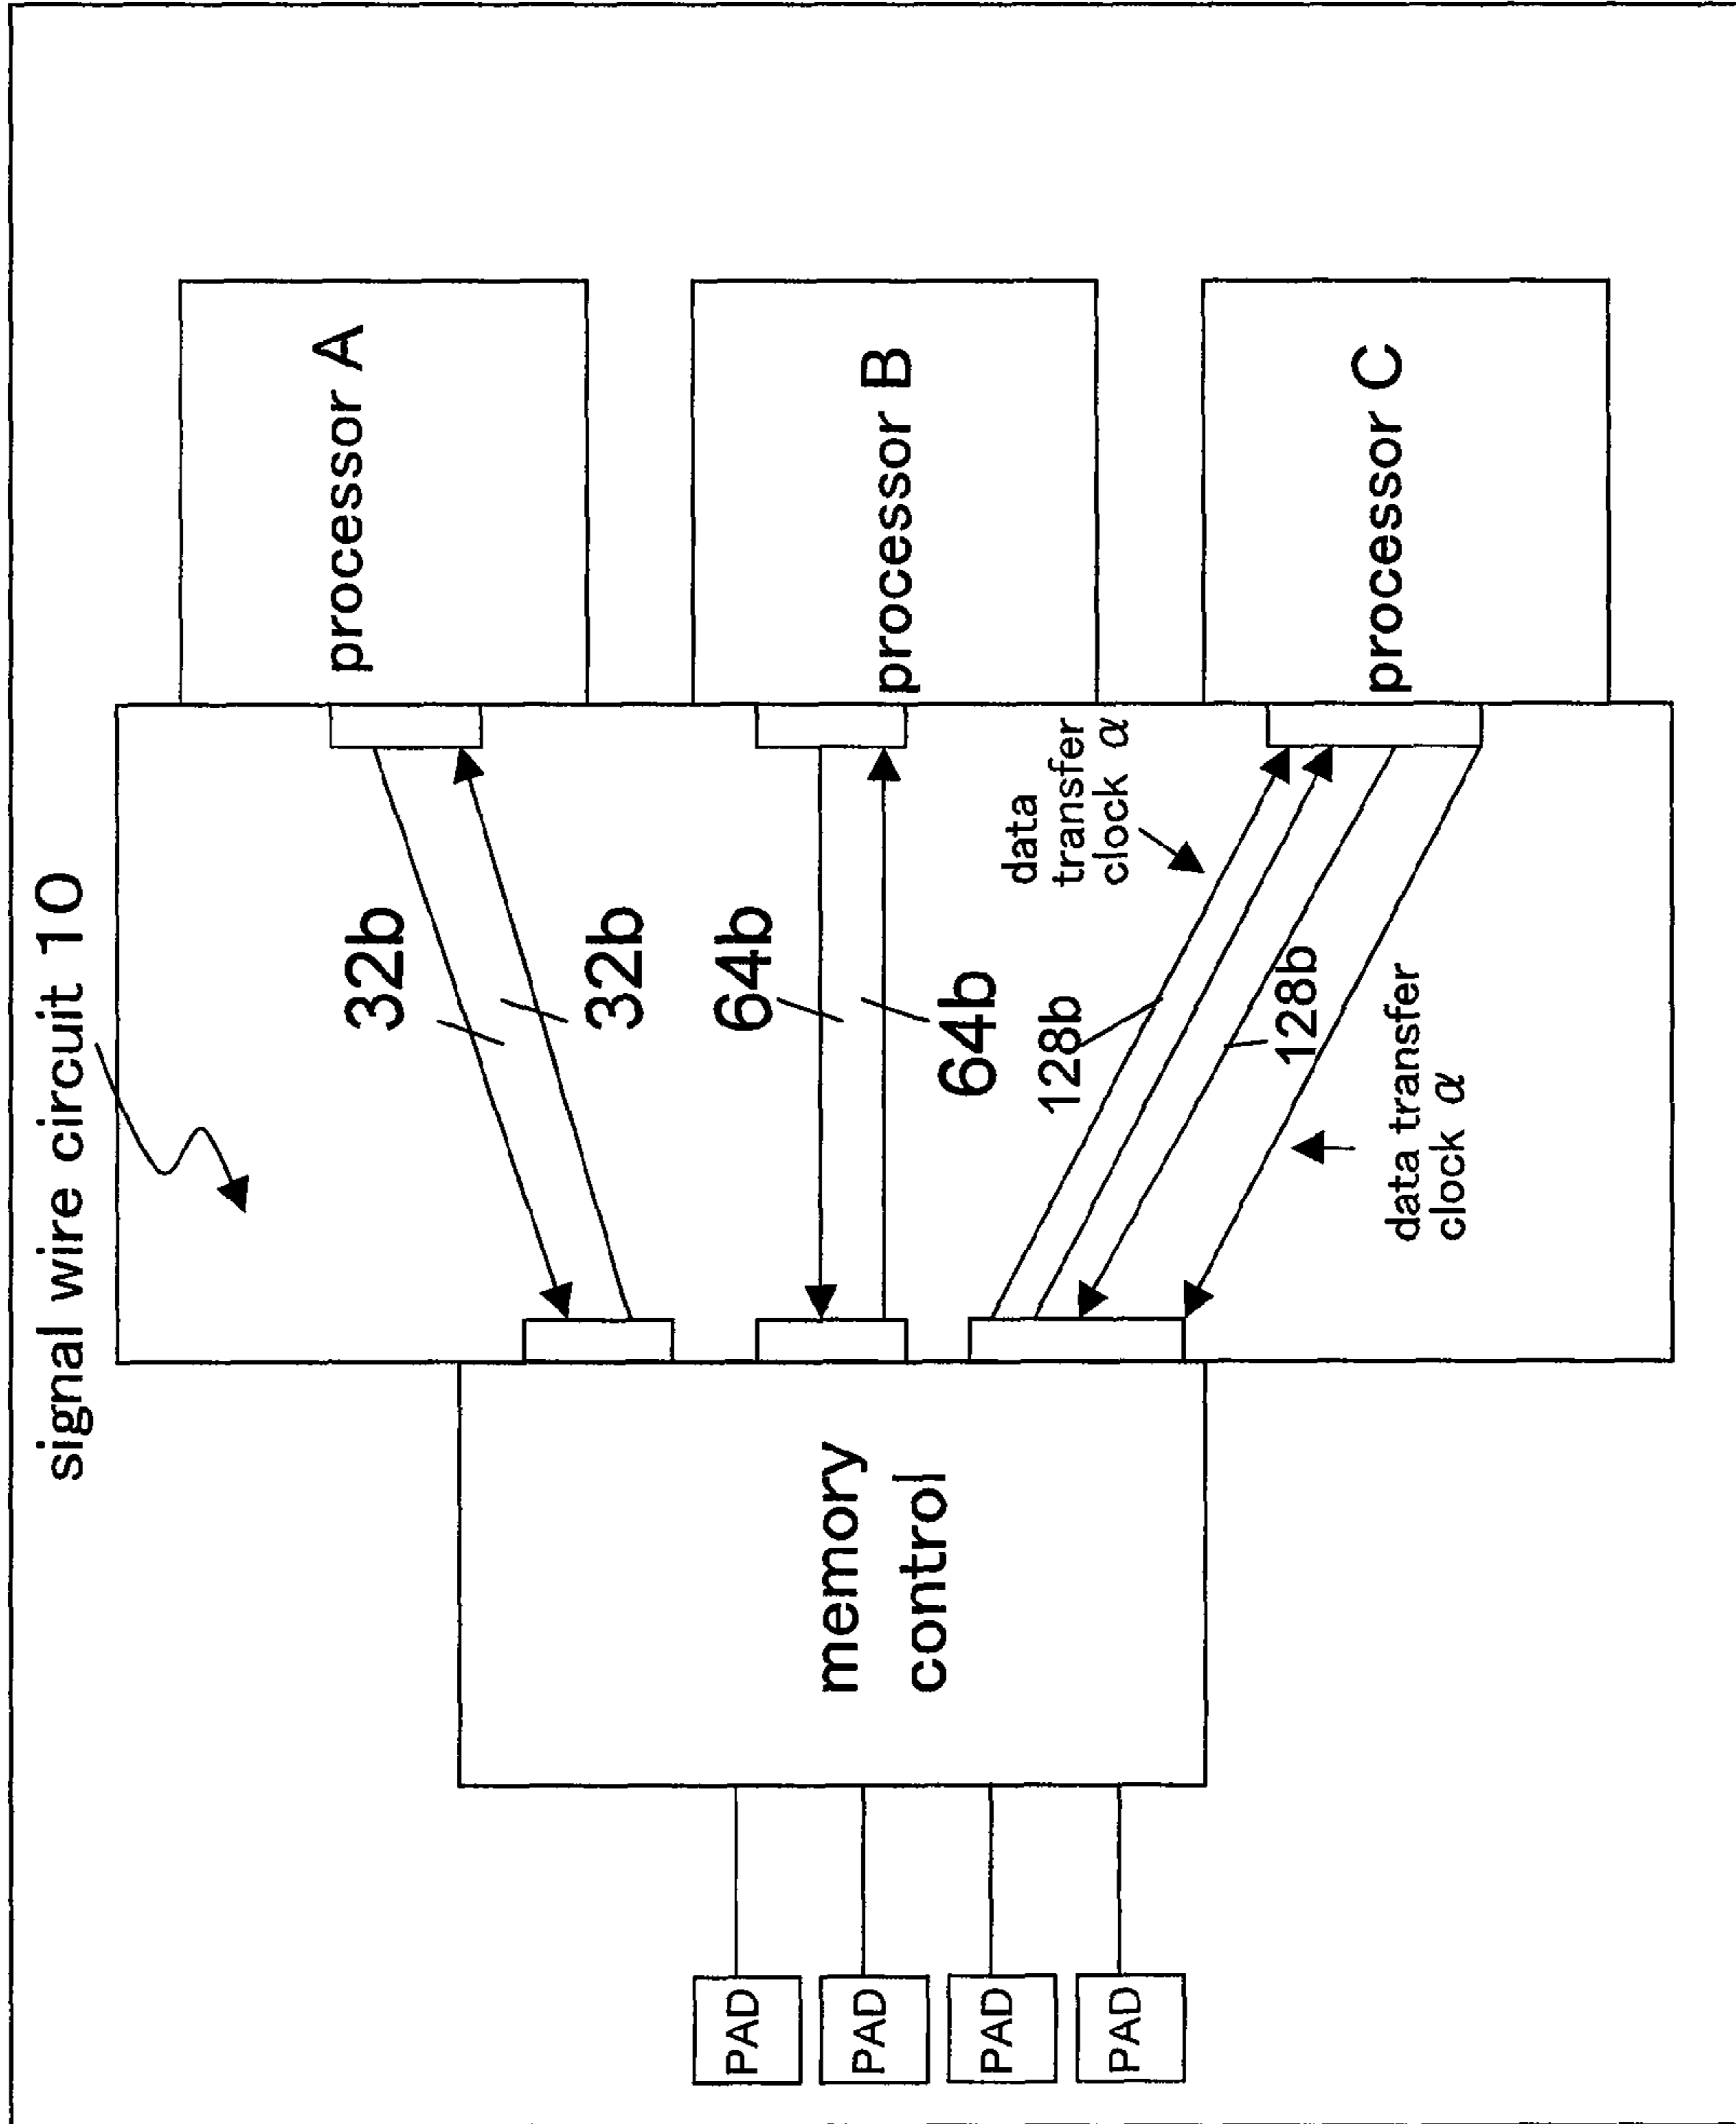 signal wire circuit 10
processor A
processor B
processor C
32b
32b
64b
64b
128b
128b
data
transfer
clock α
data transfer
clock α
memory
control
PAD
PAD
PAD
PAD